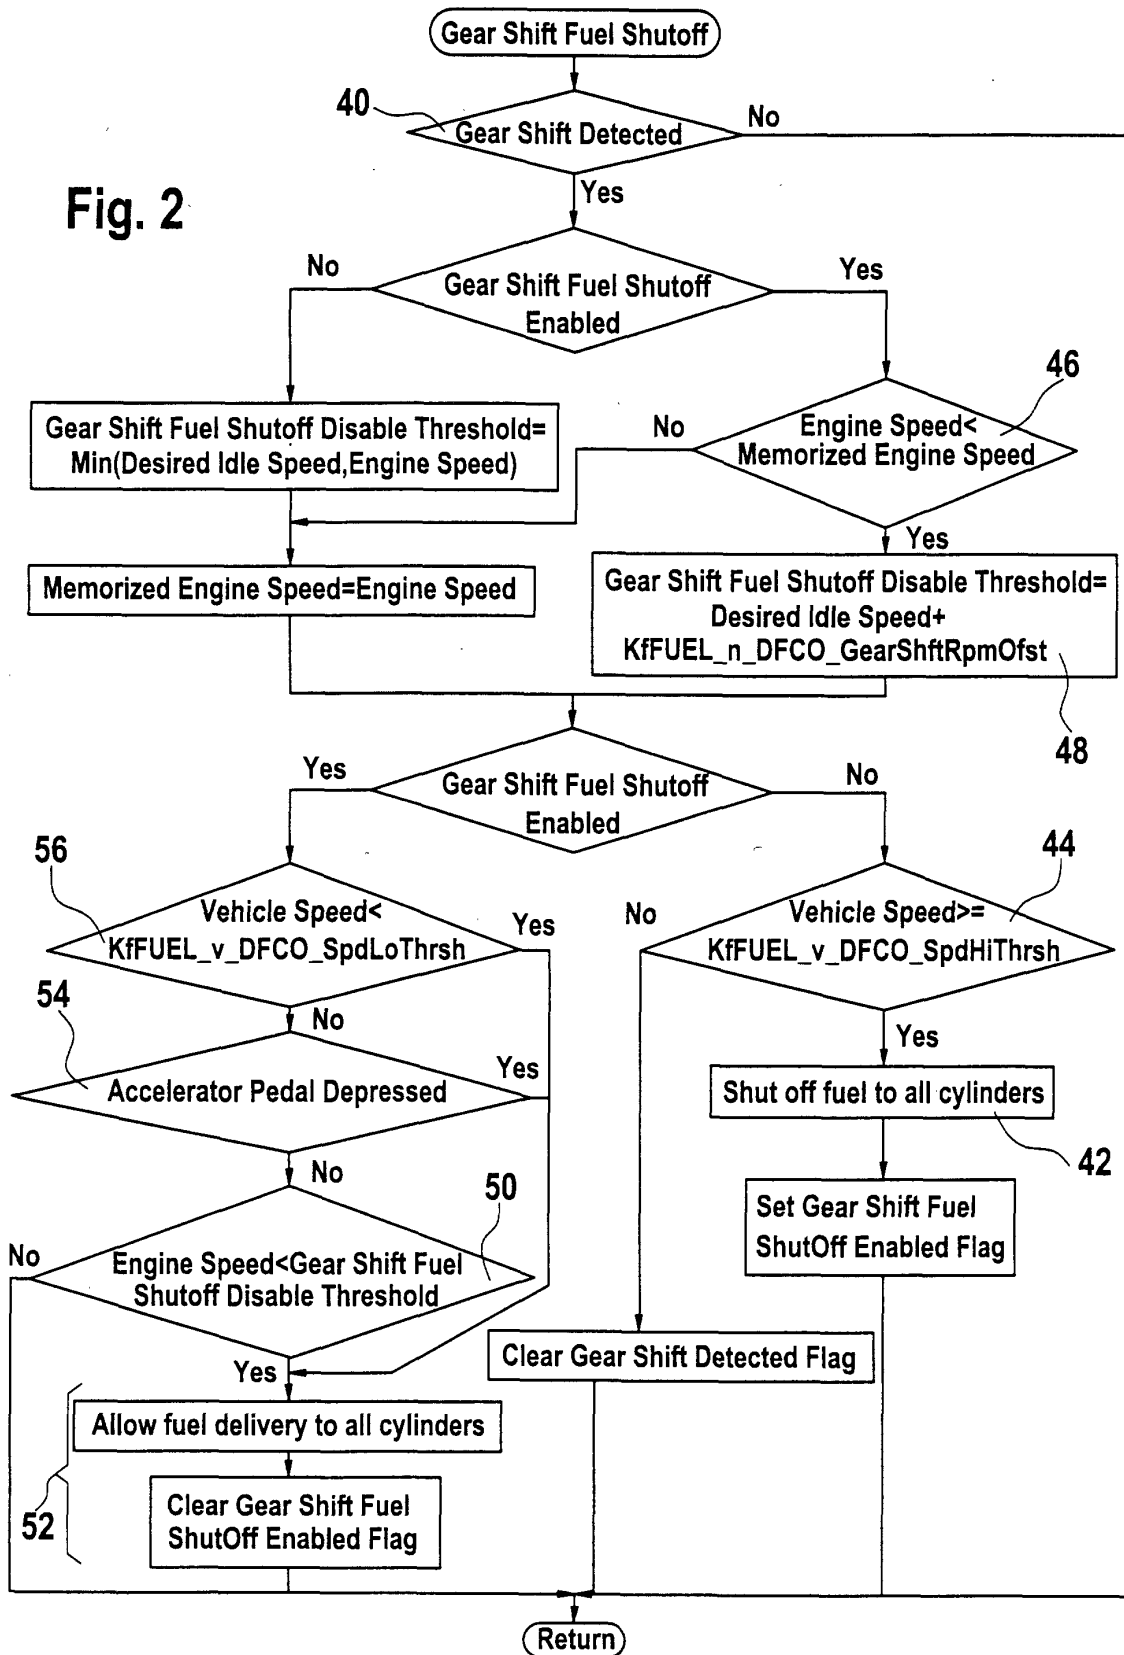 Gear Shift Fuel Shutoff
40
Gear Shift Detected
No
Yes
Fig. 2
No
Gear Shift Fuel Shutoff
Enabled
Yes
46
Gear Shift Fuel Shutoff Disable Threshold=
Min(Desired Idle Speed,Engine Speed)
No
Engine Speed<
Memorized Engine Speed
Yes
Memorized Engine Speed=Engine Speed
Gear Shift Fuel Shutoff Disable Threshold=
Desired Idle Speed+
KfFUEL_n_DFCO_GearShftRpmOfst
48
Yes
Gear Shift Fuel Shutoff
Enabled
No
56
Vehicle Speed<
KfFUEL_v_DFCO_SpdLoThrsh
Yes
No
44
Vehicle Speed>=
KfFUEL_v_DFCO_SpdHiThrsh
No
Yes
54
Accelerator Pedal Depressed
Yes
No
Shut off fuel to all cylinders
42
Set Gear Shift Fuel
ShutOff Enabled Flag
50
No
Engine Speed<Gear Shift Fuel
Shutoff Disable Threshold
Yes
Clear Gear Shift Detected Flag
Allow fuel delivery to all cylinders
52
Clear Gear Shift Fuel
ShutOff Enabled Flag
Return